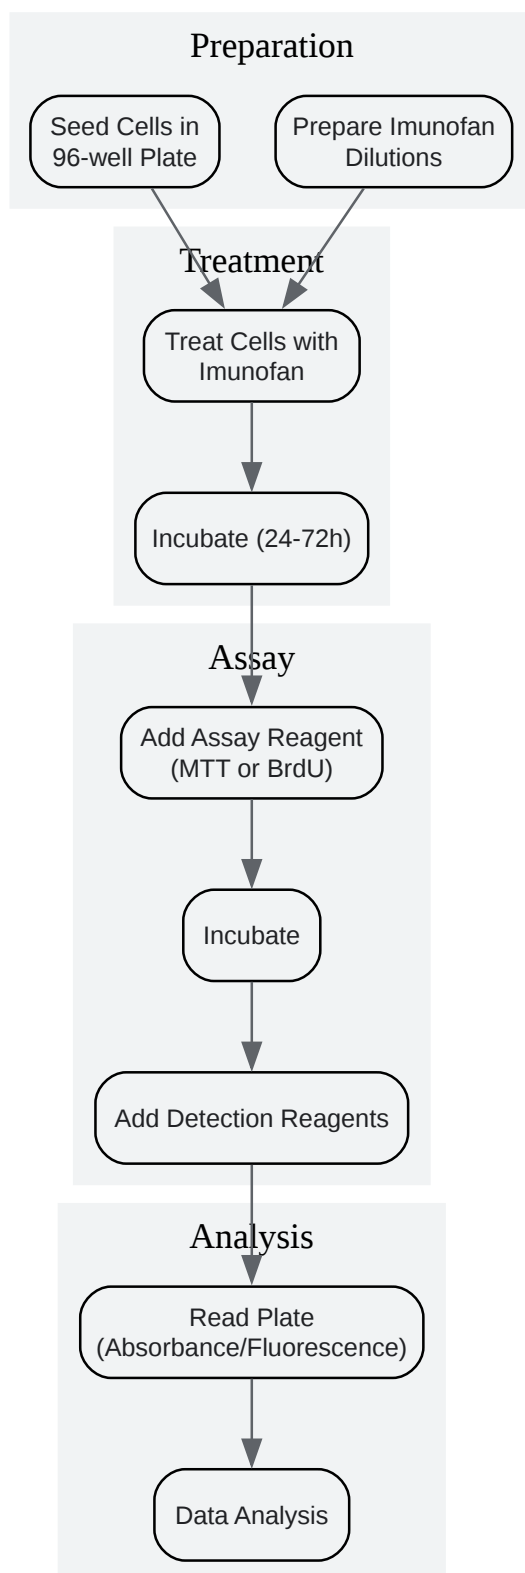 Preparation
Seed Cells in
96-well Plate
Prepare Imunofan
Dilutions
Treatment
Treat Cells with
Imunofan
Incubate (24-72h)
Assay
Add Assay Reagent
(MTT or BrdU)
Incubate
Add Detection Reagents
Analysis
Read Plate
(Absorbance/Fluorescence)
Data Analysis